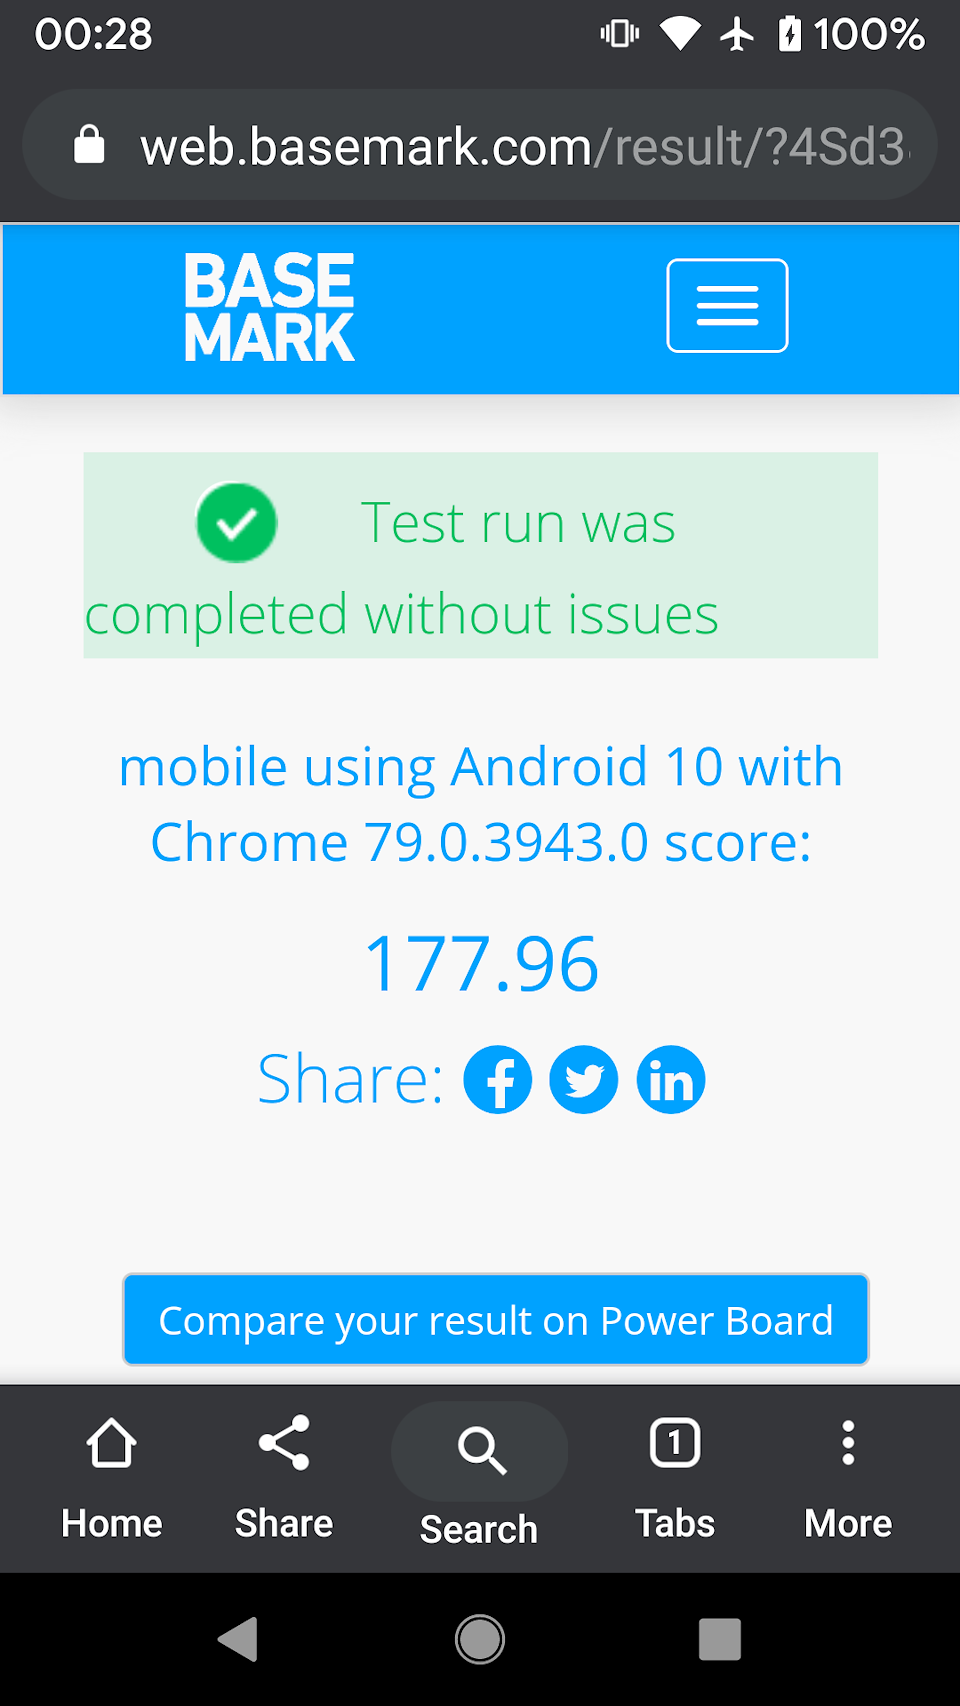 00:28
100%
web.basemark.com/result/?4Sd3
BASE
MARK
Test run was
completed without issues
mobile using Android 10 with
Chrome 79.0.3943.0 score:
177.96
Share:
Compare your result on Power Board
1
Home Share Search Tabs More